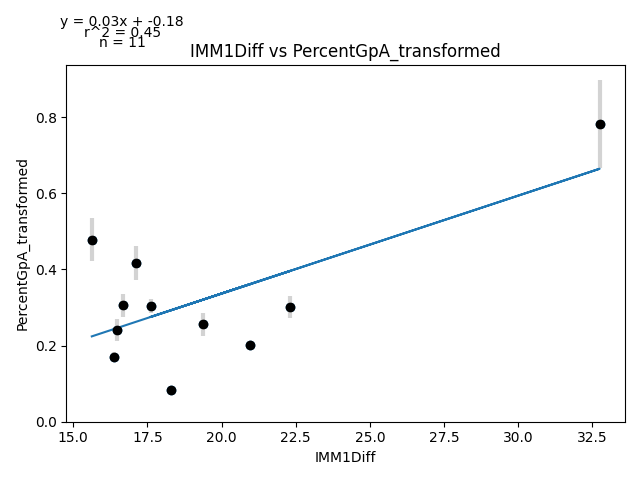 y = 0.03x + -0.18
r^2 = 0.45
n = 11
IMM1Diff vs PercentGpA_transformed
PercentGpA_transformed
0.8
0.6
0.4
0.2
0.0
15.0 17.5 20.0 22.5 25.0 27.5 30.0 32.5
IMM1Diff